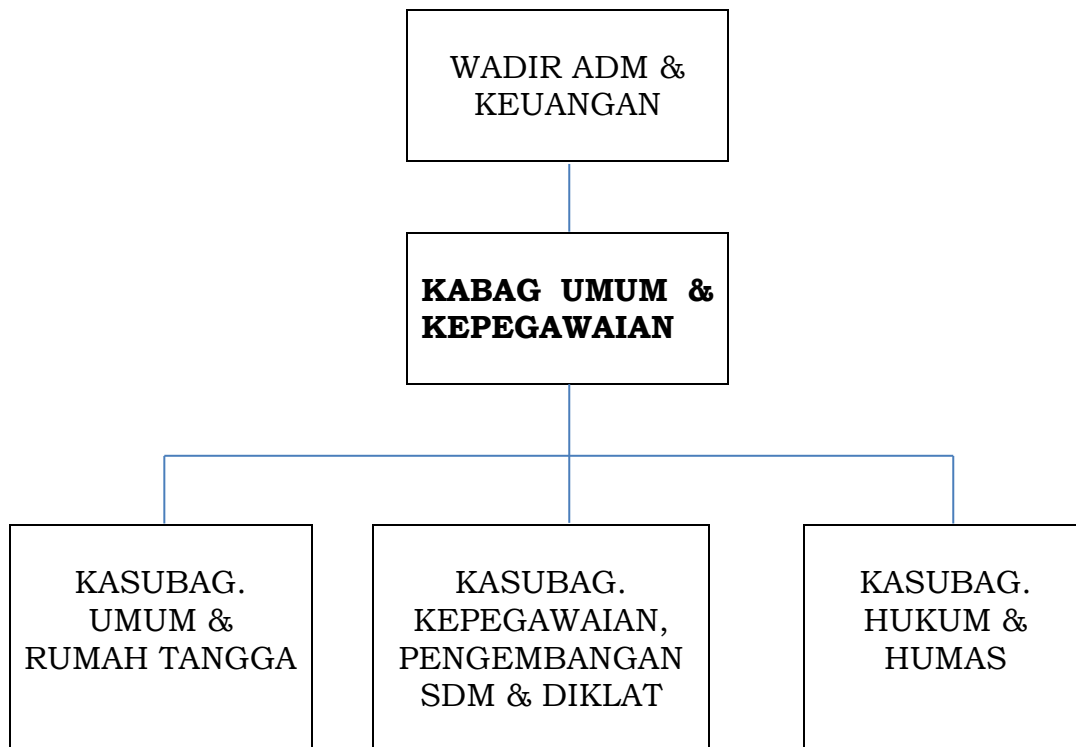 WADIR ADM &
KEUANGAN
KABAG UMUM &
KEPEGAWAIAN
KASUBAG.
UMUM &
RUMAH TANGGA
KASUBAG.
KEPEGAWAIAN,
PENGEMBANGAN
SDM & DIKLAT
KASUBAG.
HUKUM &
HUMAS